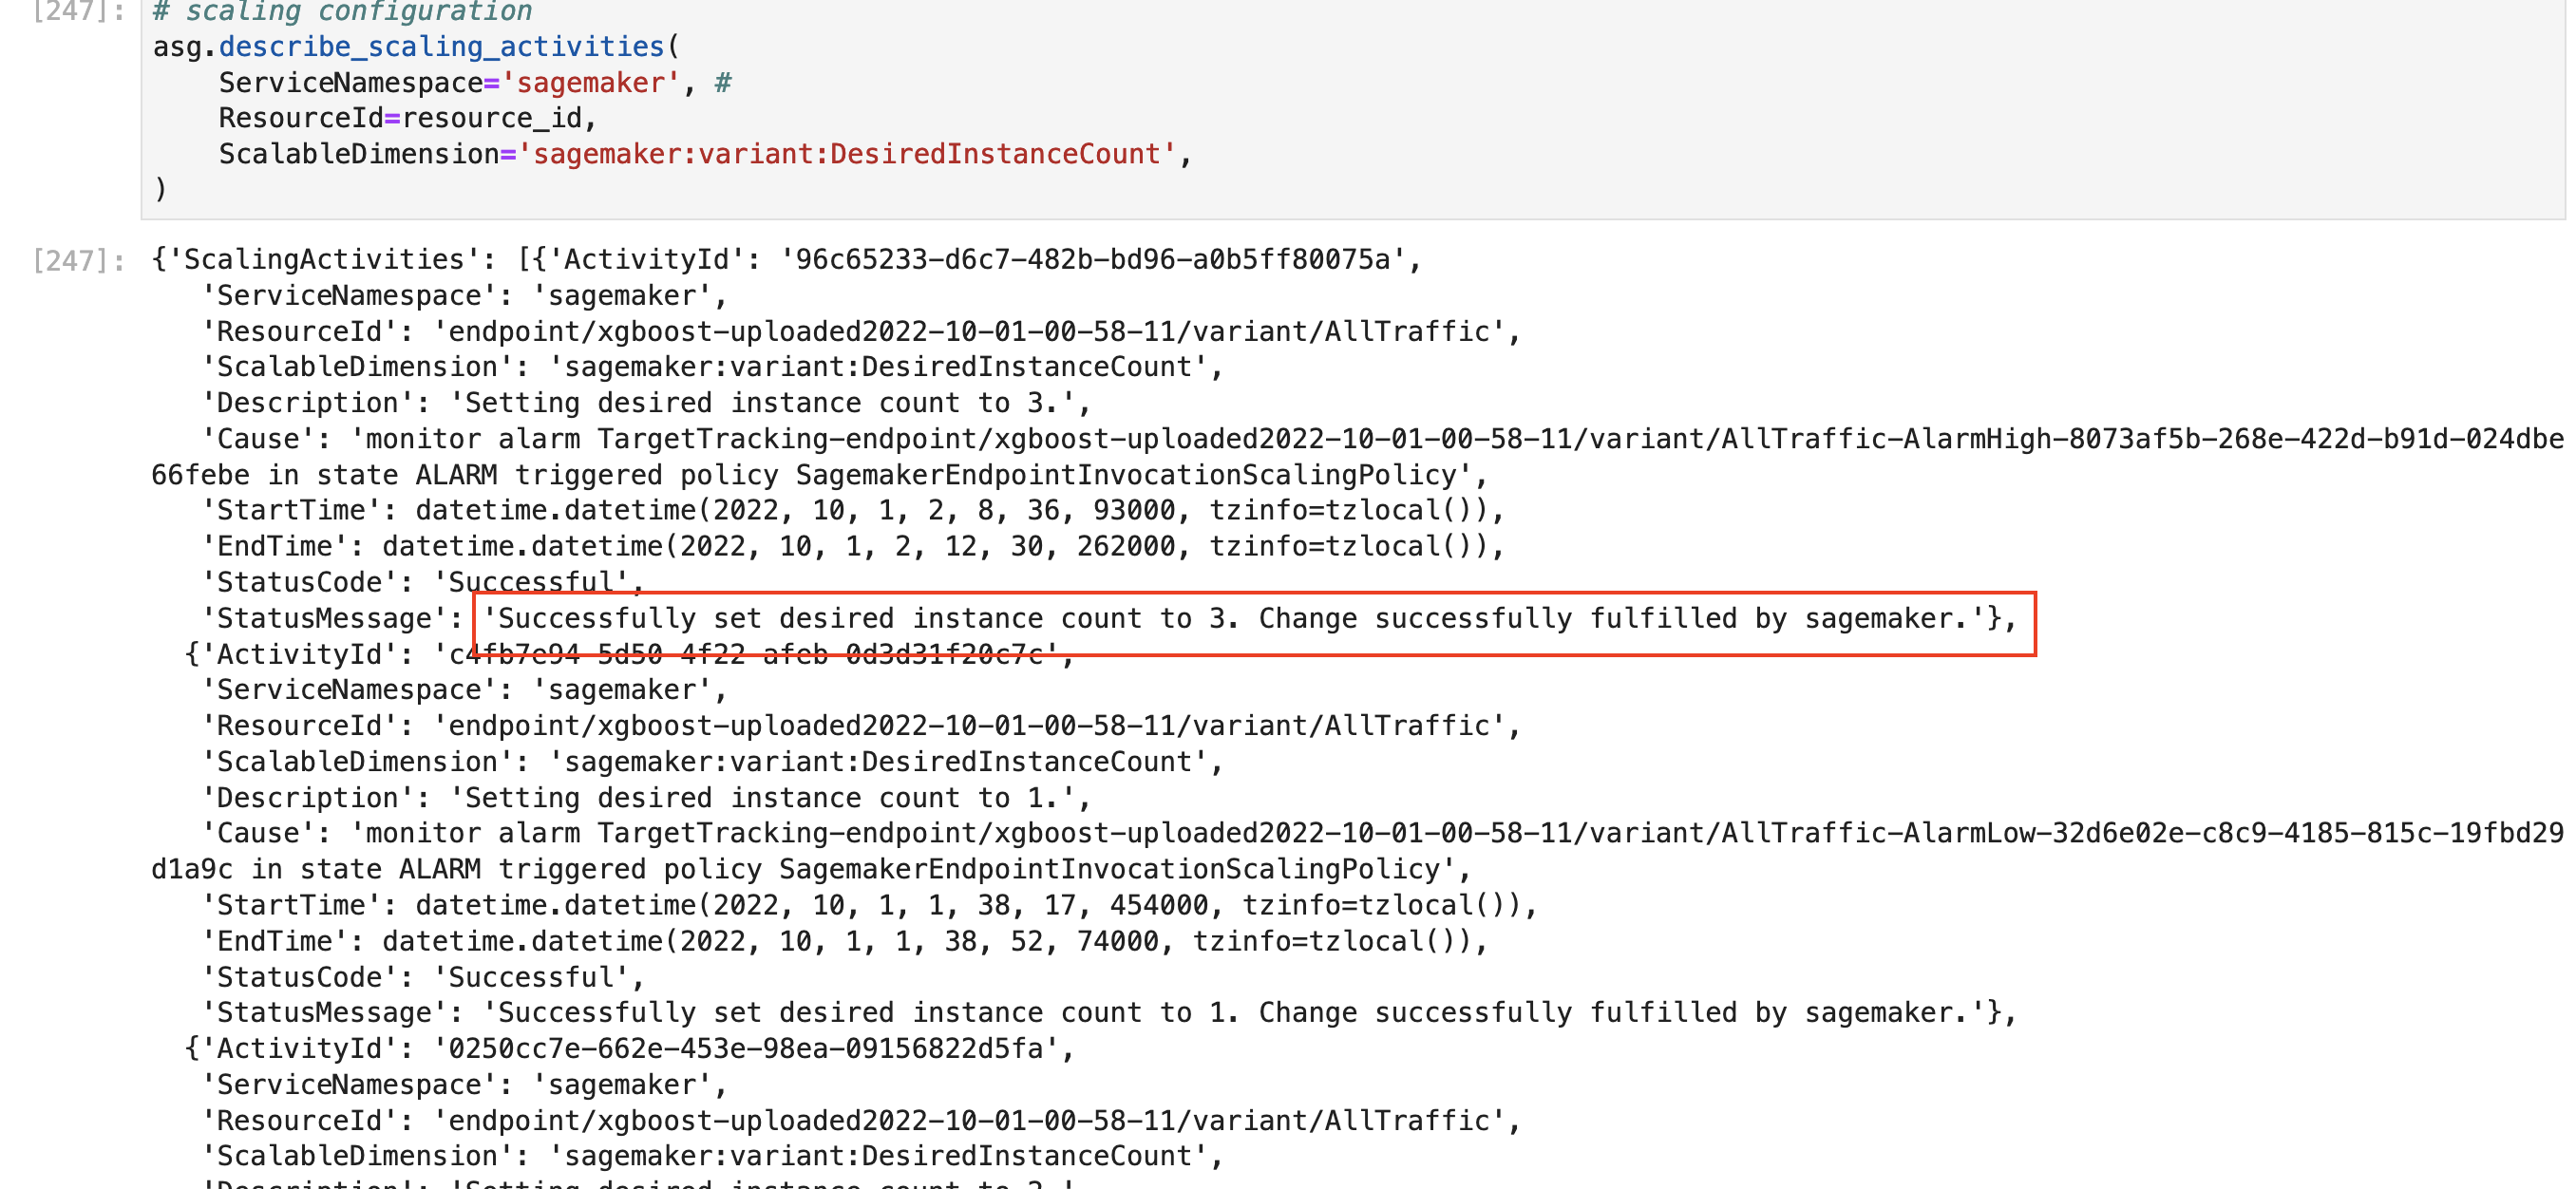 [247]: # scaling configuration
asg.describe_scaling_activities(
ServiceNamespace='sagemaker', #
ResourceId=resource_id,
ScalableDimension='sagemaker:variant:DesiredInstanceCount',
)
[247]: {'ScalingActivities': [{'ActivityId': '96c65233-d6c7-482b-bd96-a0b5ff80075a',
'ServiceNamespace': 'sagemaker',
'ResourceId': 'endpoint/xgboost-uploaded2022-10-01-00-58-11/variant/AllTraffic',
'ScalableDimension': 'sagemaker:variant:DesiredInstanceCount',
'Description': 'Setting desired instance count to 3.',
'Cause': 'monitor alarm TargetTracking-endpoint/xgboost-uploaded2022-10-01-00-58-11/variant/AllTraffic-AlarmHigh-8073af5b-268e-422d-b91d-024dbe
66febe in state ALARM triggered policy SagemakerEndpointInvocationScalingPolicy',
'StartTime': datetime.datetime(2022, 10, 1, 2, 8, 36, 93000, tzinfo=tzlocal()),
'EndTime': datetime.datetime(2022, 10, 1, 2, 12, 30, 262000, tzinfo=tzlocal()),
'StatusCode': 'Successful',
'StatusMessage': 'Successfully set desired instance count to 3. Change successfully fulfilled by sagemaker.'},
{'ActivityId': 'c4fb7e94-5d50-4f22-afeb-0d3d31f20c7c',
'ServiceNamespace': 'sagemaker',
'ResourceId': 'endpoint/xgboost-uploaded2022-10-01-00-58-11/variant/AllTraffic',
'ScalableDimension': 'sagemaker:variant:DesiredInstanceCount',
'Description': 'Setting desired instance count to 1.',
'Cause': 'monitor alarm TargetTracking-endpoint/xgboost-uploaded2022-10-01-00-58-11/variant/AllTraffic-AlarmLow-32d6e02e-c8c9-4185-815c-19fbd29
d1a9c in state ALARM triggered policy SagemakerEndpointInvocationScalingPolicy',
'StartTime': datetime.datetime(2022, 10, 1, 1, 38, 17, 454000, tzinfo=tzlocal()),
'EndTime': datetime.datetime(2022, 10, 1, 1, 38, 52, 74000, tzinfo=tzlocal()),
'StatusCode': 'Successful',
'StatusMessage': 'Successfully set desired instance count to 1. Change successfully fulfilled by sagemaker.'},
{'ActivityId': '0250cc7e-662e-453e-98ea-09156822d5fa',
'ServiceNamespace': 'sagemaker',
'ResourceId': 'endpoint/xgboost-uploaded2022-10-01-00-58-11/variant/AllTraffic',
'ScalableDimension': 'sagemaker:variant:DesiredInstanceCount',
'Description': 'Setting desired instance count to